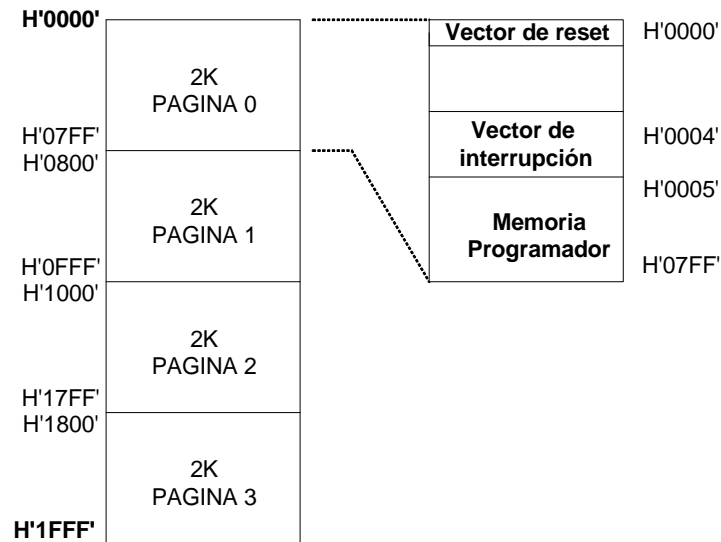 H'0000'
2K
PAGINA 0
H'07FF'
H'0800'
2K
PAGINA 1
H'0FFF'
H'1000'
2K
PAGINA 2
H'17FF'
H'1800'
2K
PAGINA 3
H'1FFF'
Vector de reset
H'0000'
Vector de
interrupción
H'0004'
H'0005'
Memoria
Programador
H'07FF'